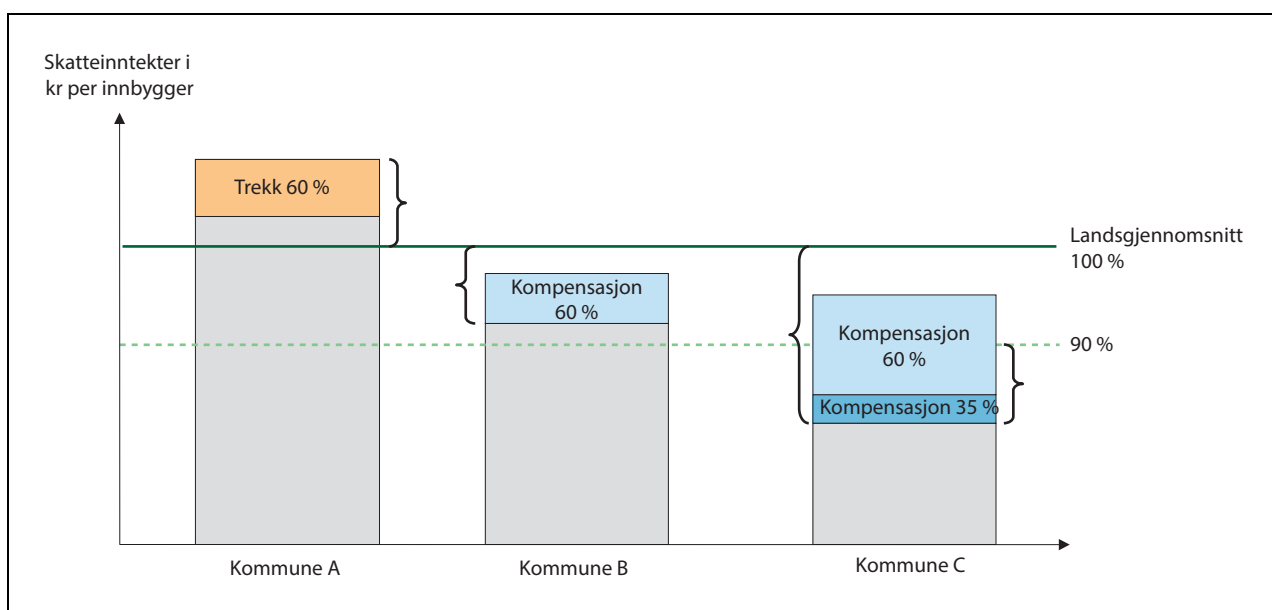 Skatteinntekter i
kr per innbygger
Trekk 60 %
Landsgjennomsnitt
100 %
Kompensasjon
60 %
90 %
Kompensasjon
60 %
Kompensasjon 35 %
Kommune A
Kommune B
Kommune C